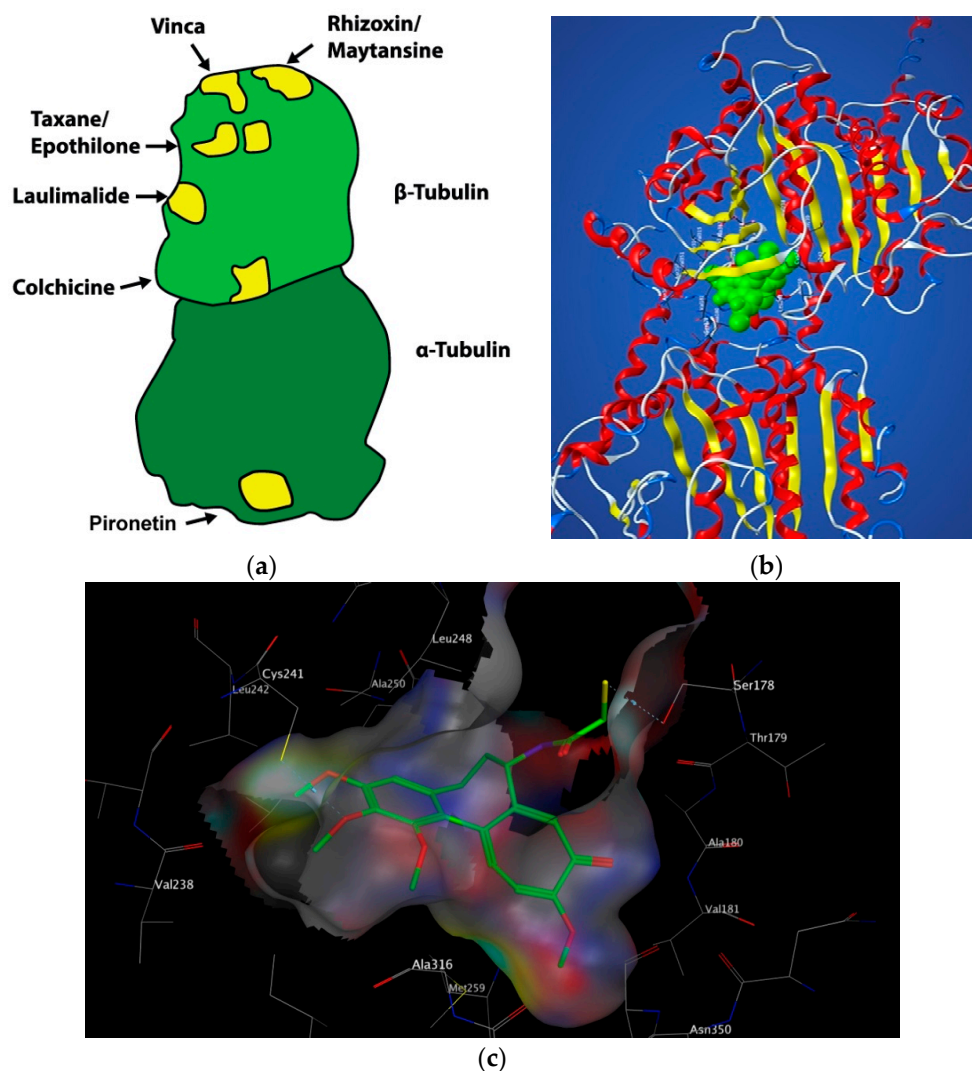 Vinca
Rhizoxin/
Maytansine
Taxane/
Epothilone
Laulimalide
β-Tubulin
Colchicine
α-Tubulin
Pironetin
(a)
(b)
Leu248
Cys241
Leu242
Ala250
Ser178
Thr179
Ala180
Val238
Val181
Ala316
Met259
Asn350
(c)